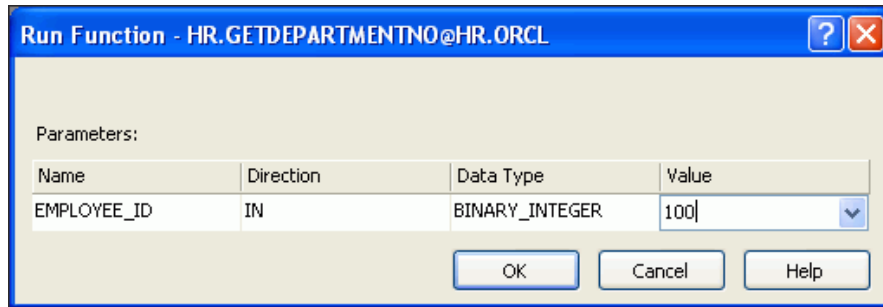 Run Function - HR.GETDEPARTMENTNO@HR.ORCL
Parameters:
Name Direction Data Type Value
EMPLOYEE_ID IN BINARY_INTEGER 100
OK Cancel Help